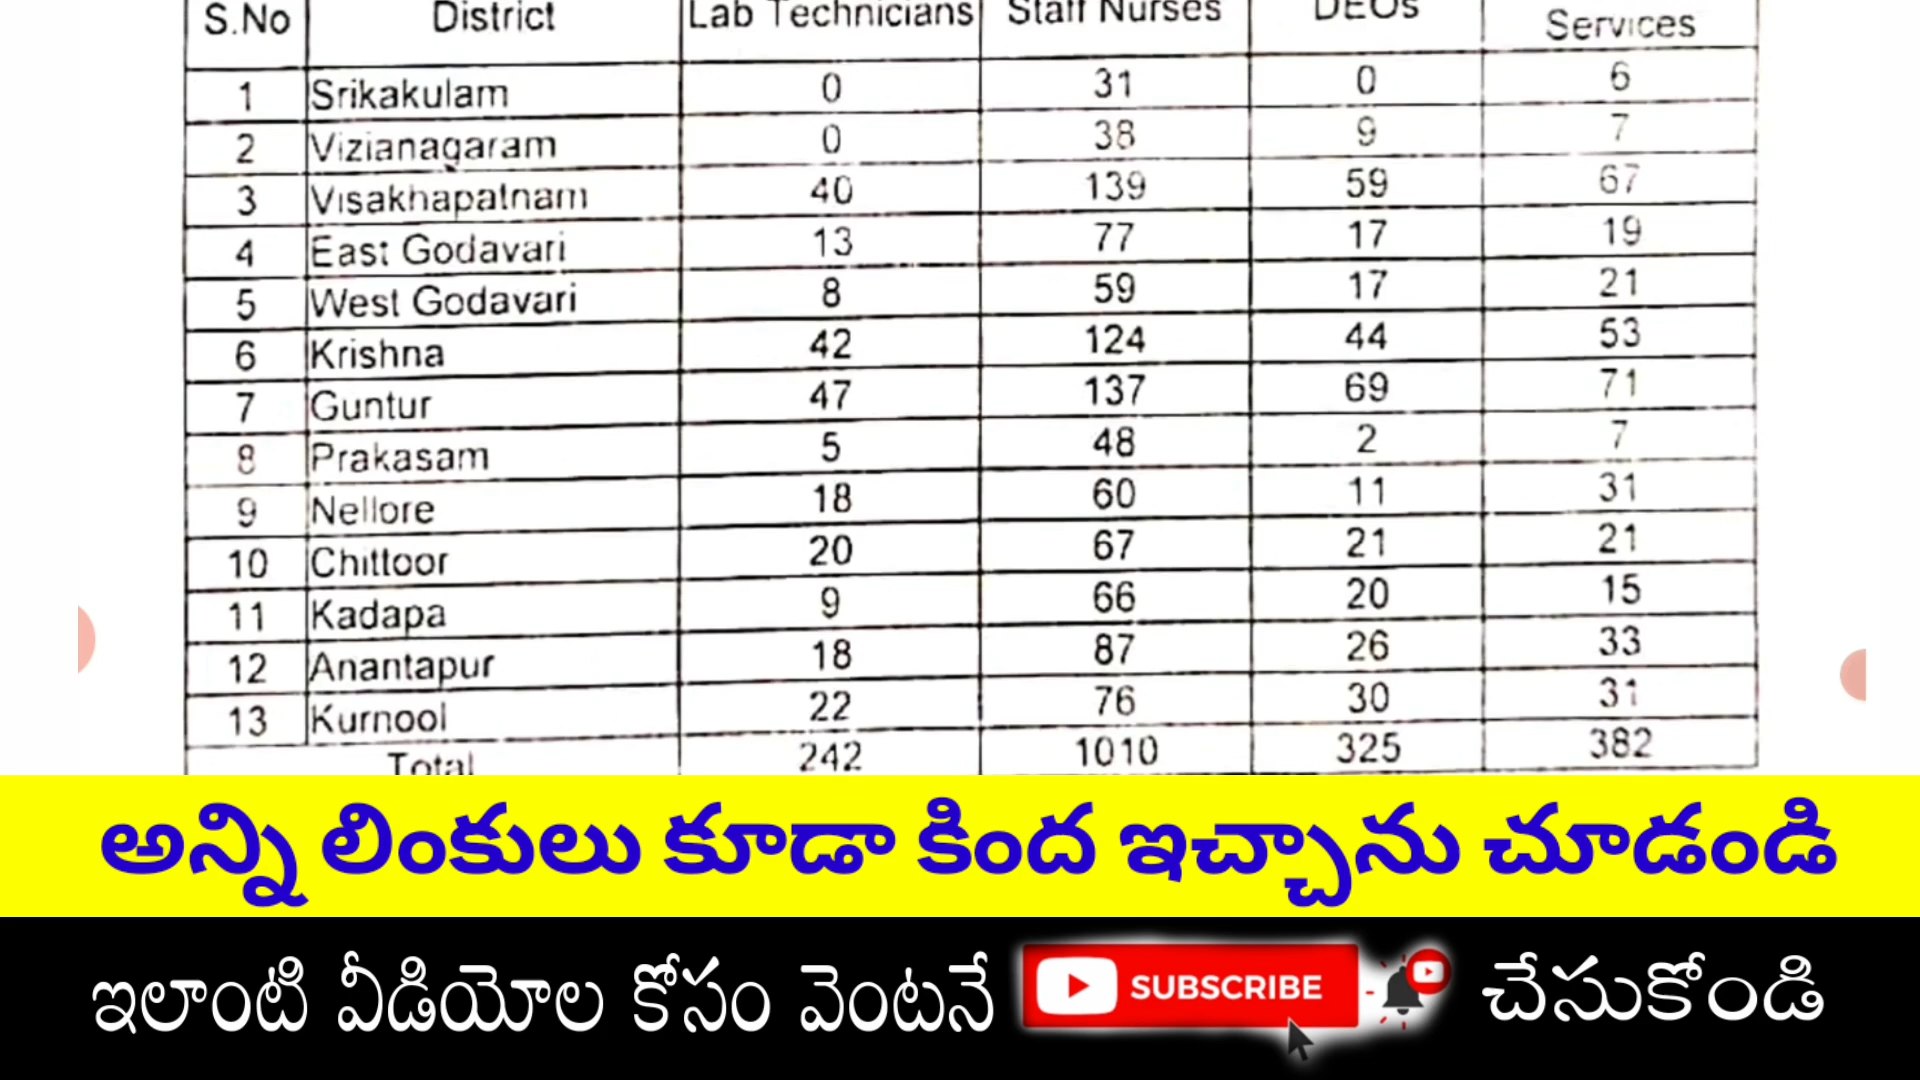 S.No District Lab Technicians Staff Nurses DEOs Services
1 Srikakulam 0 31 0 6
2 Vizianagaram 0 38 9 7
3 Visakhapatnam 40 139 59 67
4 East Godavari 13 77 17 19
5 West Godavari 8 59 17 21
6 Krishna 42 124 44 53
7 Guntur 47 137 69 71
8 Prakasam 5 48 2 7
9 Nellore 18 60 11 31
10 Chittoor 20 67 21 21
11 Kadapa 9 66 20 15
12 Anantapur 18 87 26 33
13 Kurnool 22 76 30 31
Total 242 1010 325 382
అన్ని లింకులు కూడా కింద ఇచ్చాను చూడండి
ఇలాంటి వీడియోల కోసం వెంటనే SUBSCRIBE చేసుకోండి